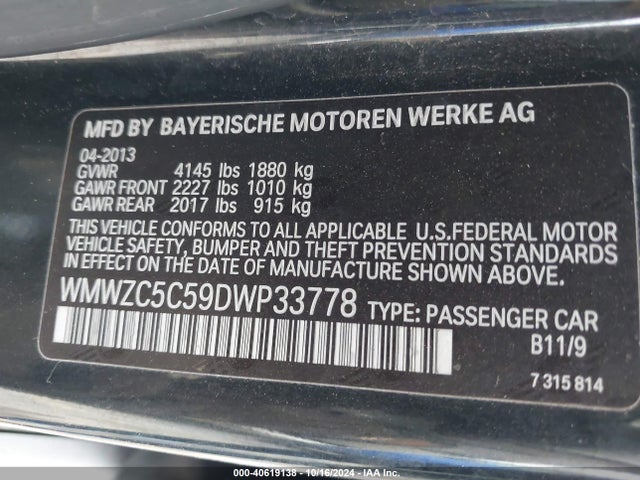 MFD BY BAYERISCHE MOTOREN WERKE AG
04-2013
GVWR 4145 lbs 1880 kg
GAWR FRONT 2227 lbs 1010 kg
GAWR REAR 2017 lbs 915 kg
THIS VEHICLE CONFORMS TO ALL APPLICABLE U.S.FEDERAL MOTOR
VEHICLE SAFETY, BUMPER AND THEFT PREVENTION STANDARDS
IN EFFECT ON THE DATE OF MANUFACTURE SHOWN ABOVE.
WMWZC5C59DWP33778 TYPE: PASSENGER CAR
B11/9
7 315 814
000-40619138 - 10/16/2024 - IAA Inc.